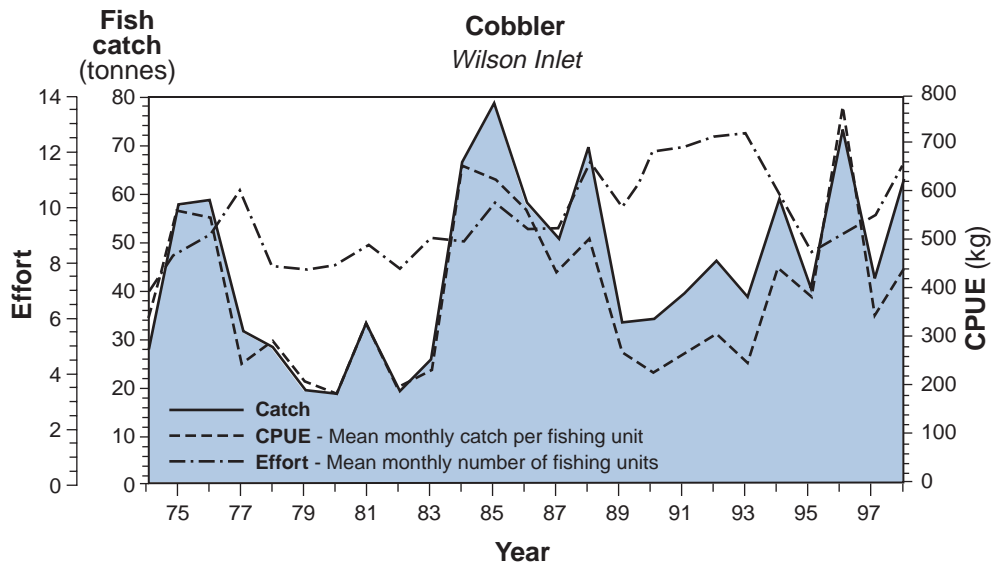 Fish
catch
(tonnes)
Cobbler
Wilson Inlet
14
12
10
8
6
4
2
0
Effort
80
70
60
50
40
30
20
10
0
800
700
600
500
400
300
200
100
0
CPUE (kg)
Catch
CPUE - Mean monthly catch per fishing unit
Effort - Mean monthly number of fishing units
75 77 79 81 83 85 87 89 91 93 95 97
Year